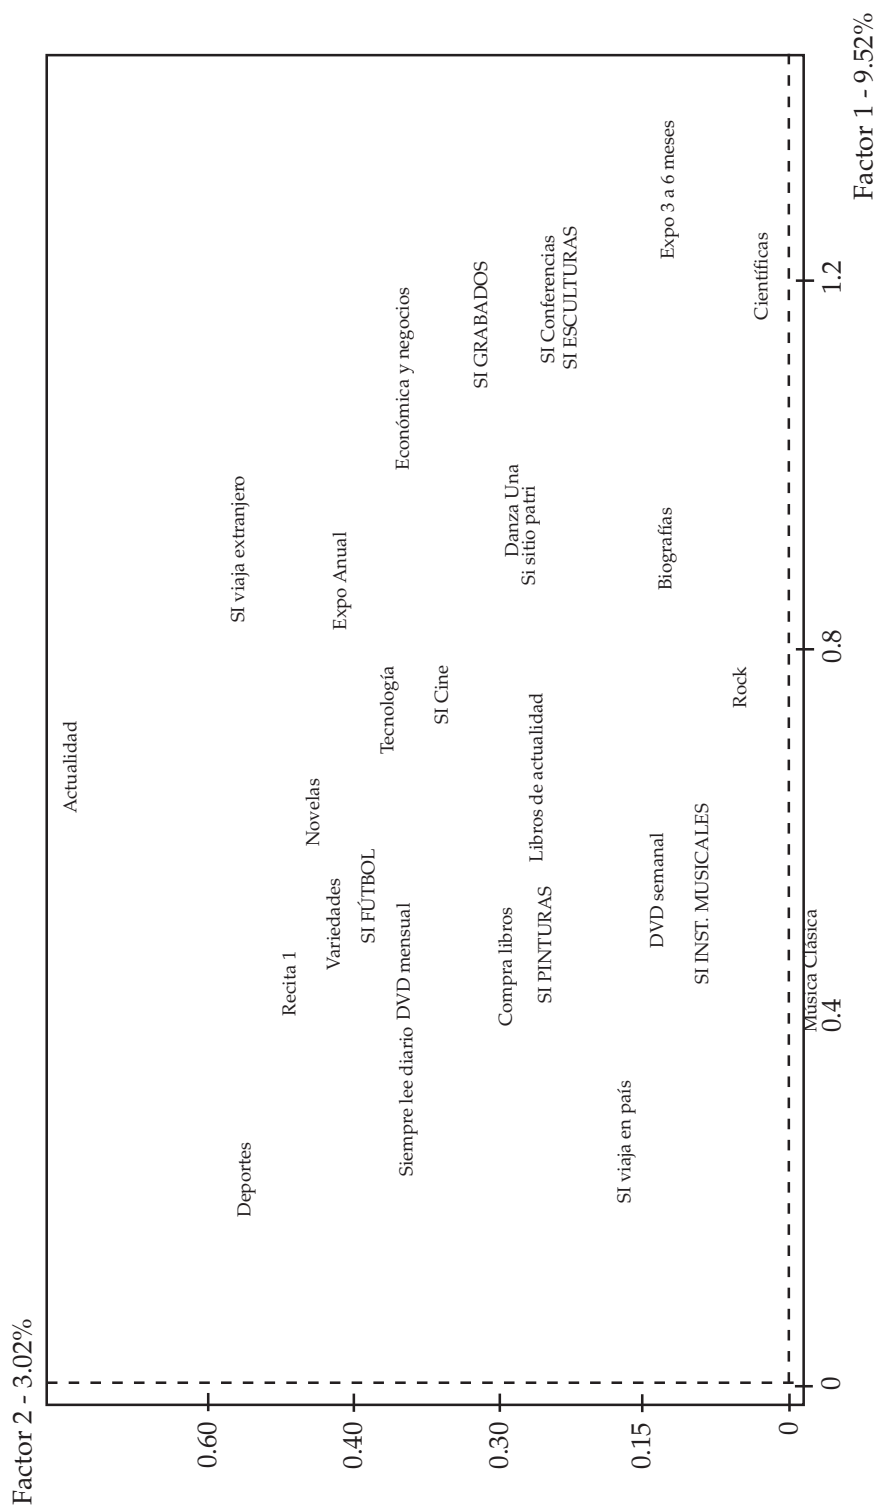 Factor 2 - 3.02%
Actualidad
SI viaja extranjero
Deportes
Recita 1
Novelas
Expo Anual
Variedades
SI FÚTBOL
Tecnología
Económica y negocios
Siempre lee diario
DVD mensual
SI Cine
SI GRABADOS
Compra libros
Danza Una
Si sitio patri
Libros de actualidad
SI PINTURAS
SI Conferencias
SI ESCULTURAS
SI viaja en país
DVD semanal
Biografías
Expo 3 a 6 meses
SI INST. MUSICALES
Rock
Científicas
Música Clásica
0.60
0.40
0.30
0.15
0
0
0.4
0.8
1.2
Factor 1 - 9.52%